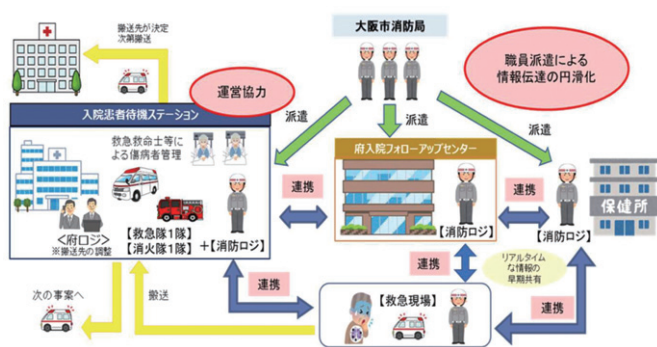 搬送先が決定
次第搬送
大阪市消防局
職員派遣による
情報伝達の円滑化
運営協力
入院患者待機ステーション
派遣
派遣
派遣
救急救命士等
による傷病者管理
府入院フォローアップセンター
連携
連携
保健所
<府ロジ>
※搬送先の調整
【救急隊1隊】
【消火隊1隊】
+【消防ロジ】
【消防ロジ】
【消防ロジ】
連携
リアルタイム
な情報の
早期共有
次の事案へ
搬送
連携
【救急現場】
連携